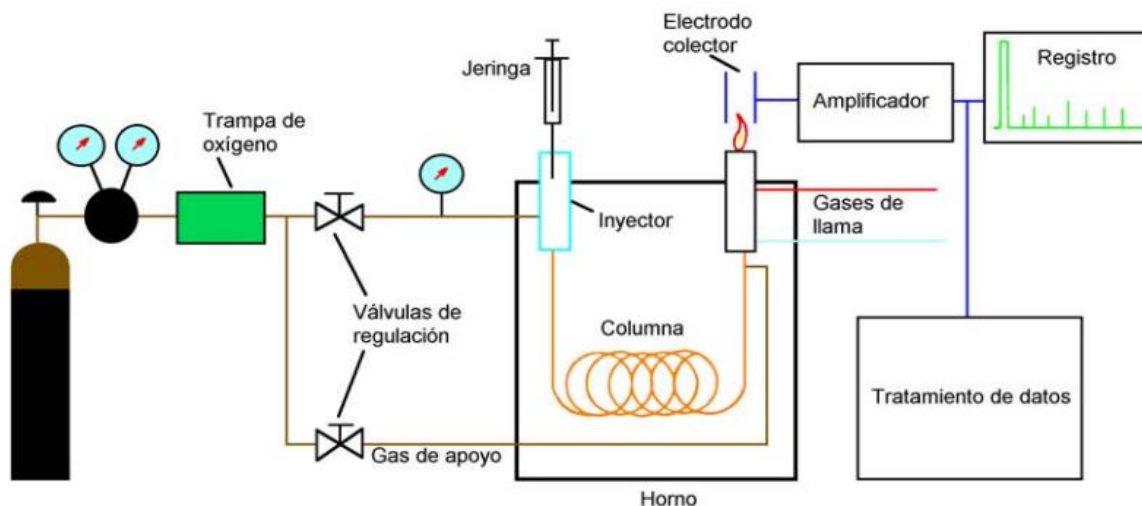 Electrodo
colector
Jeringa
Registro
Amplificador
Trampa de
oxígeno
Inyector
Gases de
llama
Válvulas de
regulación
Columna
Tratamiento de datos
Gas de apoyo
Horno